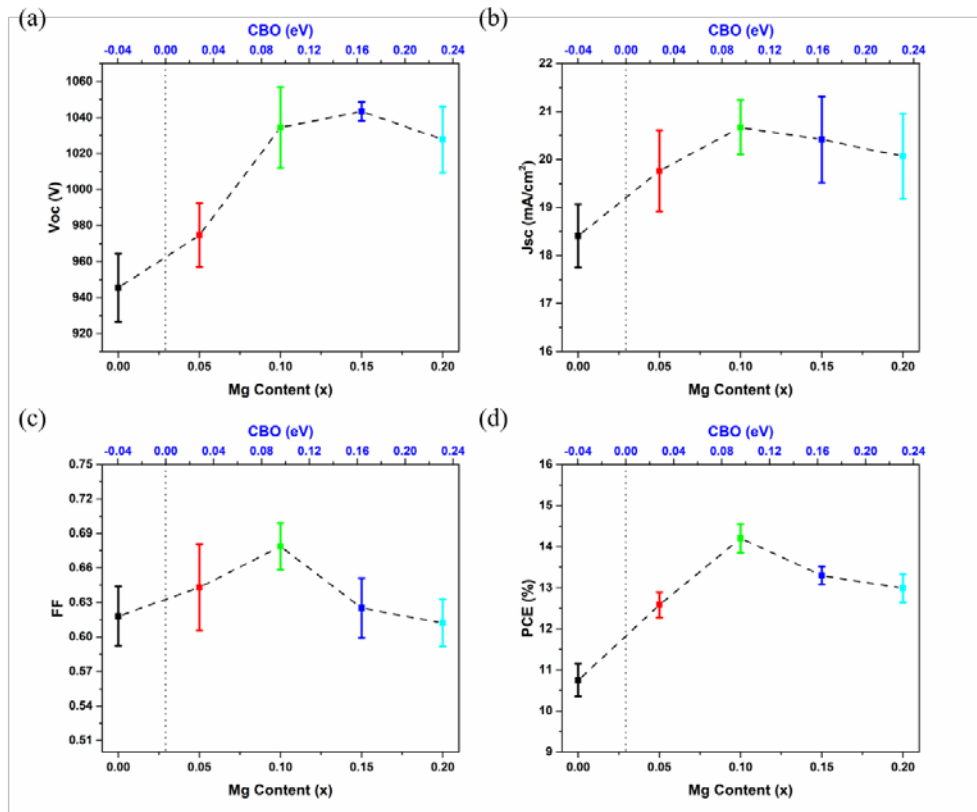 (a)
CBO (eV)
-0.04 0.00 0.04 0.08 0.12 0.16 0.20 0.24
1060
1040
1020
1000
980
960
940
920
Voc (V)
0.00 0.05 0.10 0.15 0.20
Mg Content (x)
(b)
CBO (eV)
-0.04 0.00 0.04 0.08 0.12 0.16 0.20 0.24
22
21
20
19
18
17
16
Jsc (mA/cm²)
0.00 0.05 0.10 0.15 0.20
Mg Content (x)
(c)
CBO (eV)
-0.04 0.00 0.04 0.08 0.12 0.16 0.20 0.24
0.75
0.72
0.69
0.66
0.63
0.60
0.57
0.54
0.51
FF
0.00 0.05 0.10 0.15 0.20
Mg Content (x)
(d)
CBO (eV)
-0.04 0.00 0.04 0.08 0.12 0.16 0.20 0.24
16
15
14
13
12
11
10
9
PCE (%)
0.00 0.05 0.10 0.15 0.20
Mg Content (x)